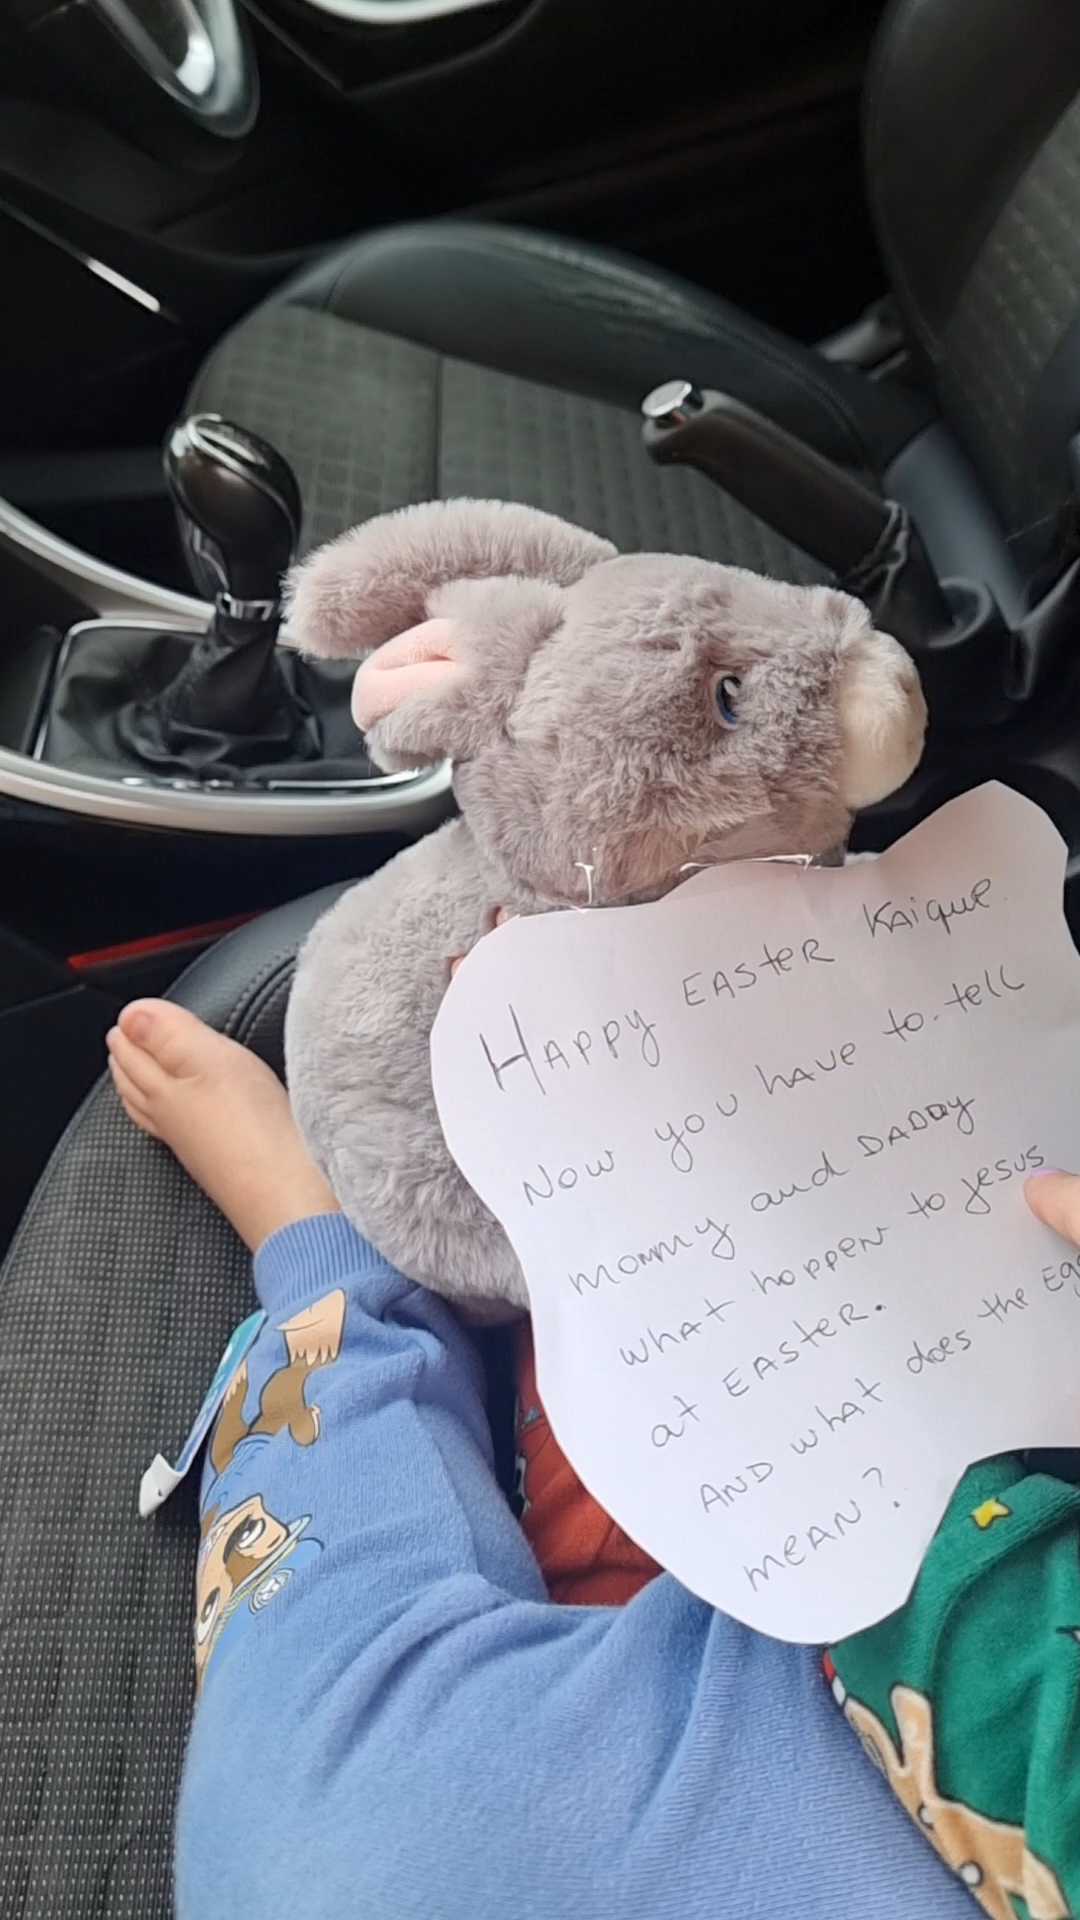 HAPPY EASTER KAIQUE.
Now you have to tell
mommy and DADDY
what happen to Jesus
at EASTER.
AND what does the Egg
MEAN?